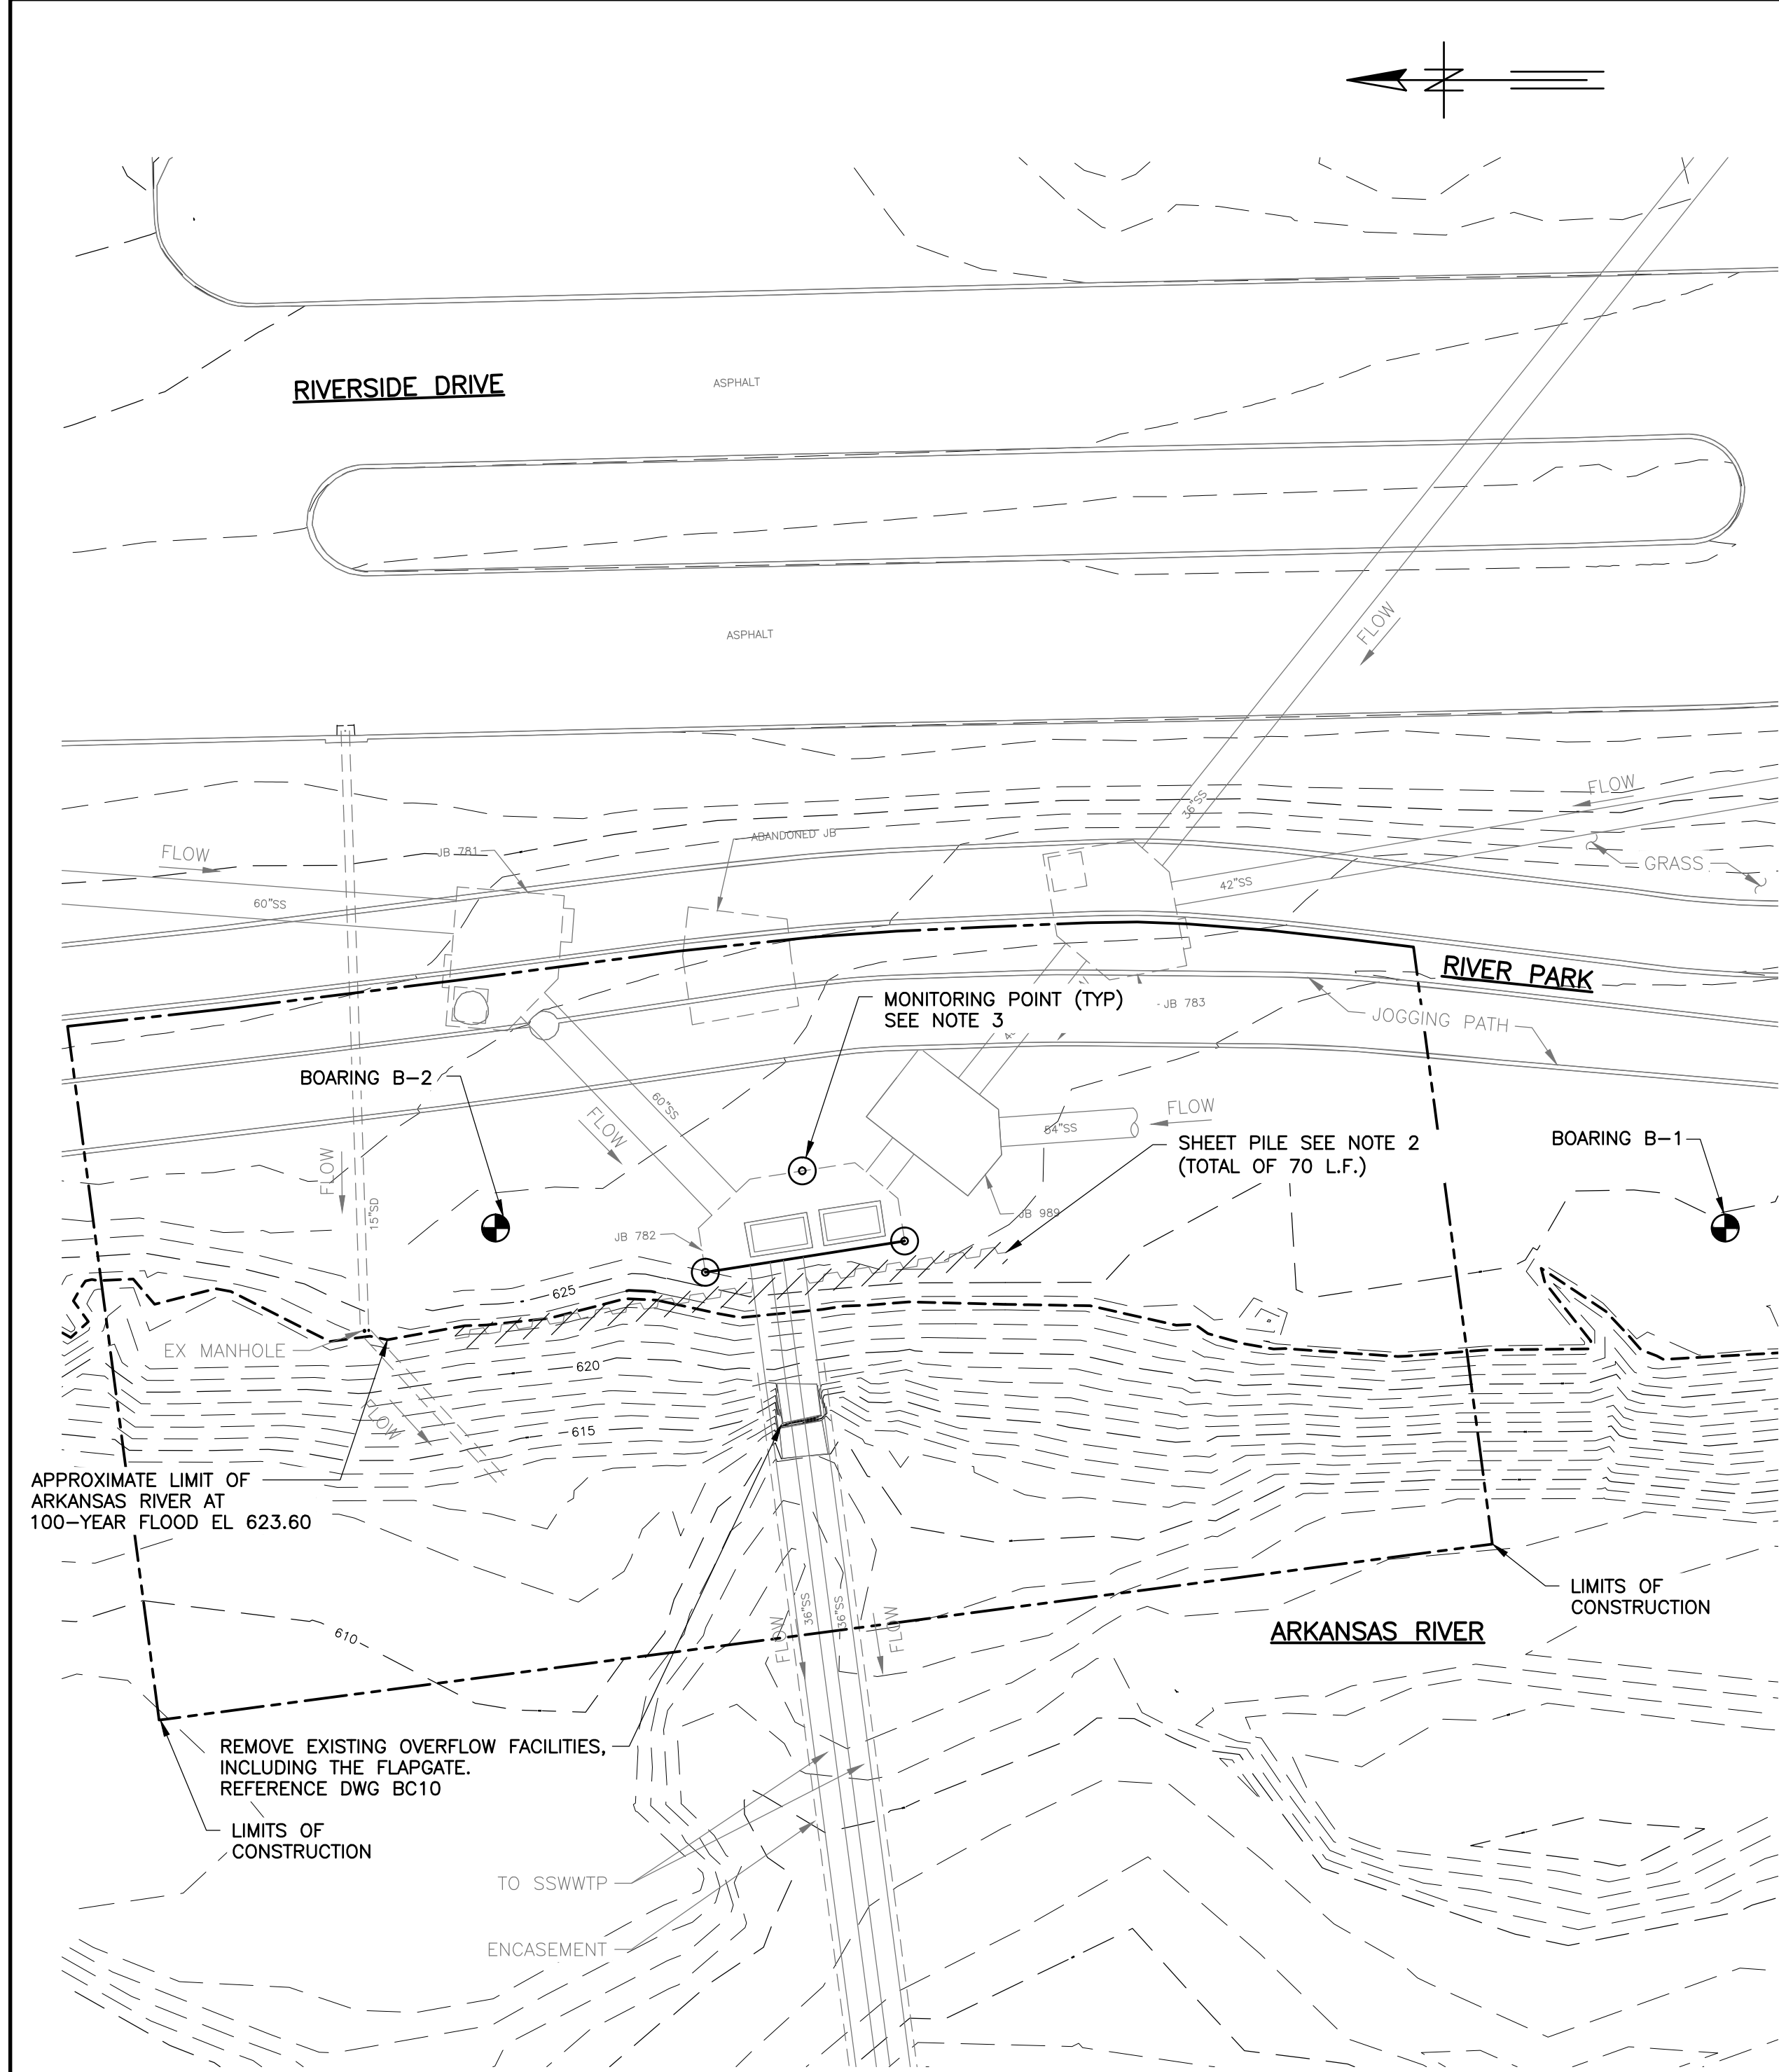 N
RIVERSIDE DRIVE
ASPHALT
ASPHALT
FLOW
36"SS
FLOW
ABANDONED JB
JB 781
FLOW
GRASS
42"SS
60"SS
RIVER PARK
MONITORING POINT (TYP)
SEE NOTE 3
JB 783
JOGGING PATH
BOARING B-2
60"SS
FLOW
FLOW
54"SS
SHEET PILE SEE NOTE 2
(TOTAL OF 70 L.F.)
BOARING B-1
FLOW
15"SD
JB 989
JB 782
625
EX MANHOLE
620
FLOW
615
APPROXIMATE LIMIT OF
ARKANSAS RIVER AT
100-YEAR FLOOD EL 623.60
LIMITS OF
CONSTRUCTION
36"SS
36"SS
FLOW
FLOW
610
ARKANSAS RIVER
REMOVE EXISTING OVERFLOW FACILITIES,
INCLUDING THE FLAPGATE.
REFERENCE DWG BC10
LIMITS OF
CONSTRUCTION
TO SSWWTP
ENCASEMENT